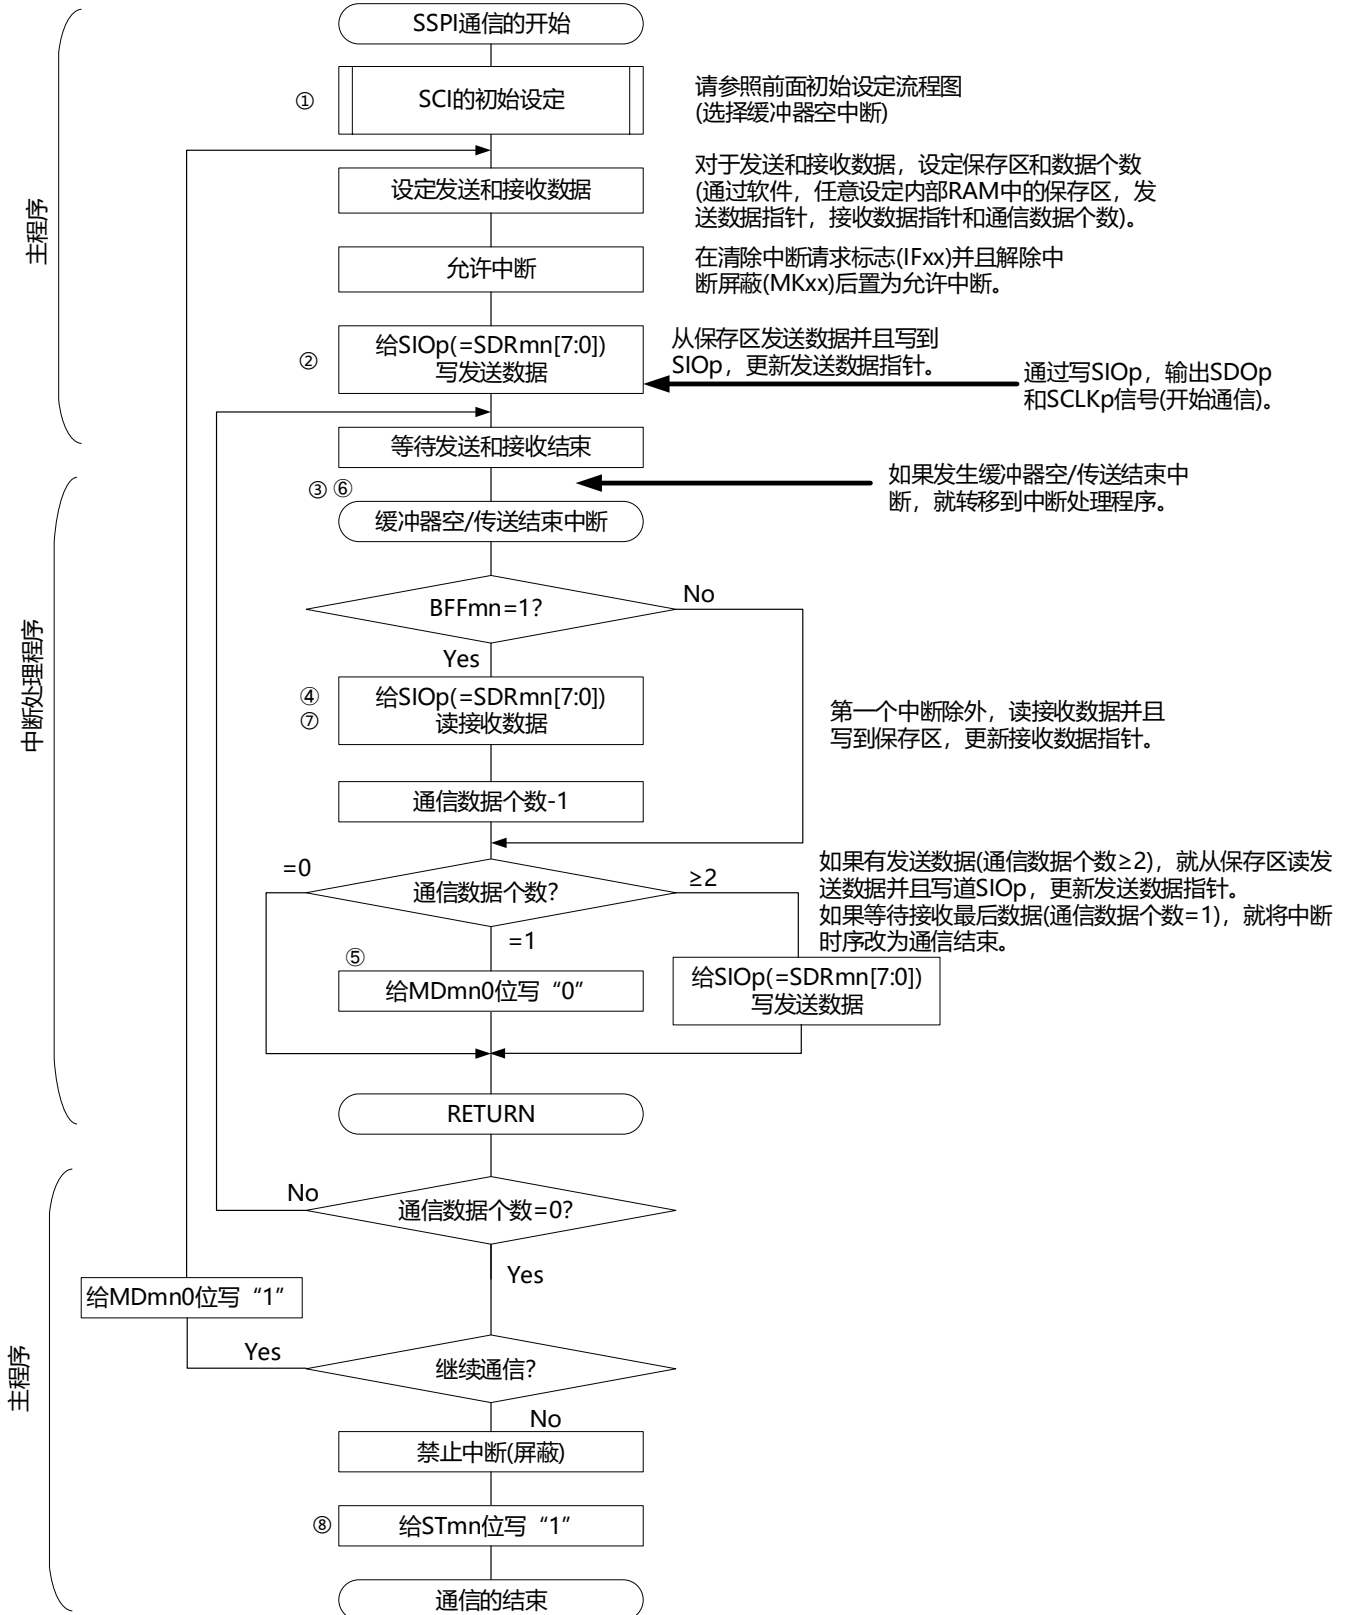 SSPI通信的开始
①
SCI的初始设定
请参照前面初始设定流程图
(选择缓冲器空中断)
设定发送和接收数据
对于发送和接收数据，设定保存区和数据个数
(通过软件，任意设定内部RAM中的保存区，发
送数据指针，接收数据指针和通信数据个数)。
主程序
允许中断
在清除中断请求标志(IFxx)并且解除中
断屏蔽(MKxx)后置为允许中断。
②
给SIOp(=SDRmn[7:0])
写发送数据
从保存区发送数据并且写到
SIOp，更新发送数据指针。
通过写SIOp，输出SDOp
和SCLKp信号(开始通信)。
等待发送和接收结束
如果发生缓冲器空/传送结束中
断，就转移到中断处理程序。
③ ⑥
缓冲器空/传送结束中断
BFFmn=1?
No
Yes
中断处理程序
④
⑦
给SIOp(=SDRmn[7:0])
读接收数据
第一个中断除外，读接收数据并且
写到保存区，更新接收数据指针。
通信数据个数-1
=0
通信数据个数?
≥2
=1
如果有发送数据(通信数据个数≥2)，就从保存区读发
送数据并且写道SIOp，更新发送数据指针。
如果等待接收最后数据(通信数据个数=1)，就将中断
时序改为通信结束。
⑤
给MDmn0位写“0”
给SIOp(=SDRmn[7:0])
写发送数据
RETURN
No
通信数据个数=0?
Yes
给MDmn0位写“1”
主程序
Yes
继续通信?
No
禁止中断(屏蔽)
⑧
给STmn位写“1”
通信的结束